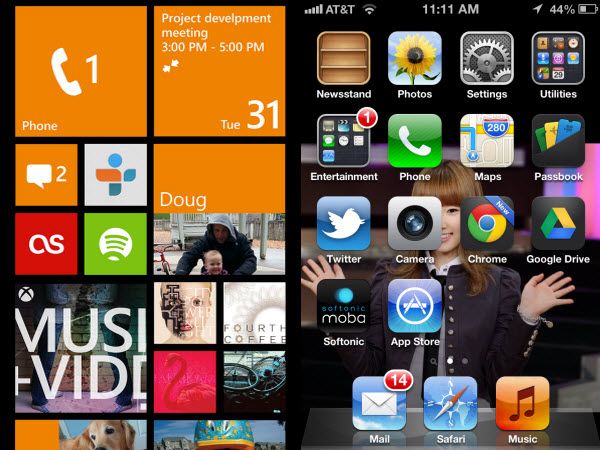 1
Phone
Project develpment
meeting
3:00 PM - 5:00 PM
Tue 31
2
Doug
MUSI
+VIDE
FOURTH
COFFEE
AT&T
11:11 AM
44%
Newsstand
Photos
Settings
Utilities
1
280
Entertainment
Phone
Maps
Passbook
New
Twitter
Camera
Chrome
Google Drive
softonic
moba
Softonic
App Store
14
Mail
Safari
Music